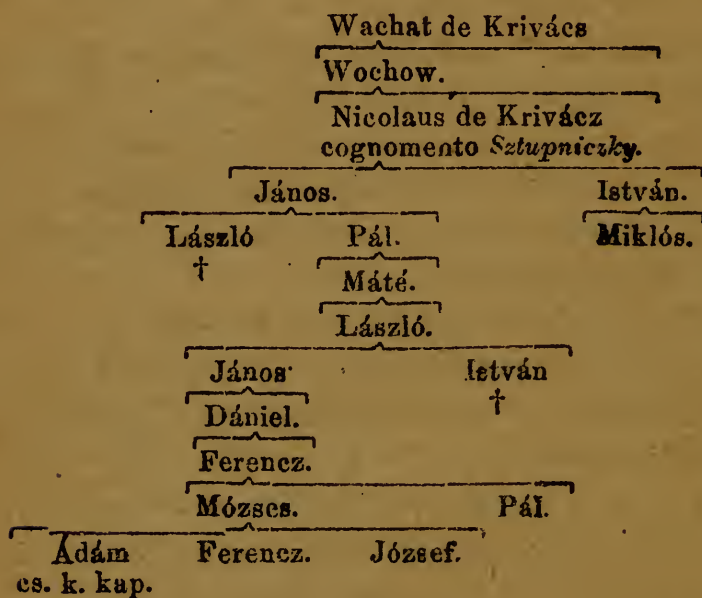 Wachat de Krivács
Wochow.
Nicolaus de Krivácz
cognomento Sztupniczky.
János. István.
László Pál. Miklós.
†
Máté.
László.
János István
†
Dániel.
Ferencz.
Mózses. Pál.
Ádám Ferencz. József.
cs. k. kap.